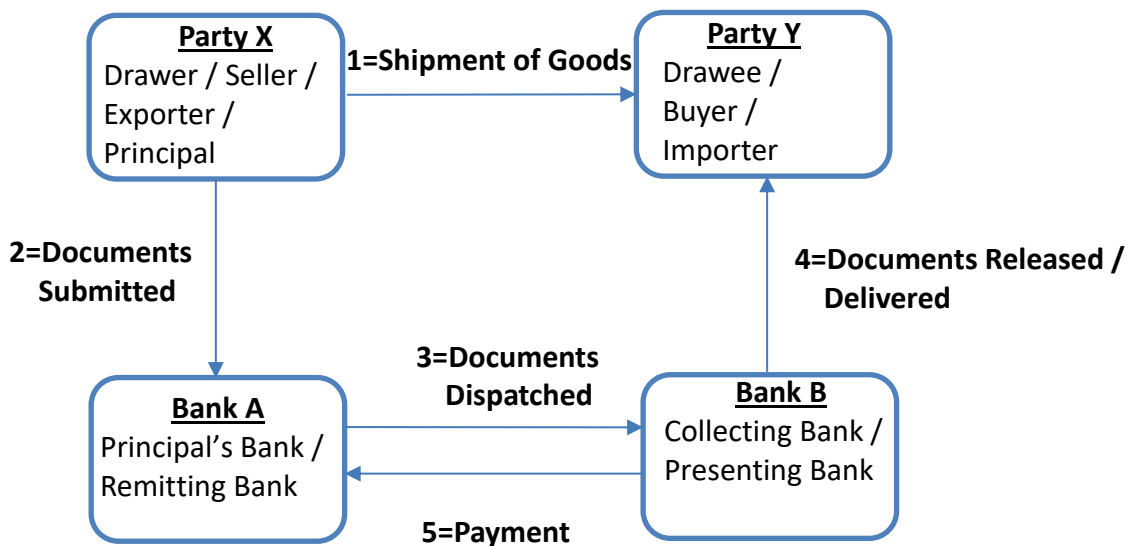 Party X
Drawer / Seller /
Exporter /
Principal
1=Shipment of Goods
Party Y
Drawee /
Buyer /
Importer
2=Documents
Submitted
4=Documents Released /
Delivered
3=Documents
Dispatched
Bank A
Principal’s Bank /
Remitting Bank
Bank B
Collecting Bank /
Presenting Bank
5=Payment